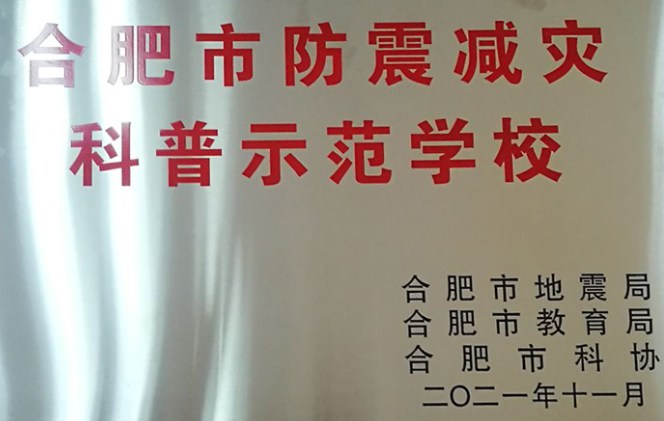 合肥市防震减灾
科普示范学校
合肥市地震局
合肥市教育局
合肥市科协
二〇二一年十一月